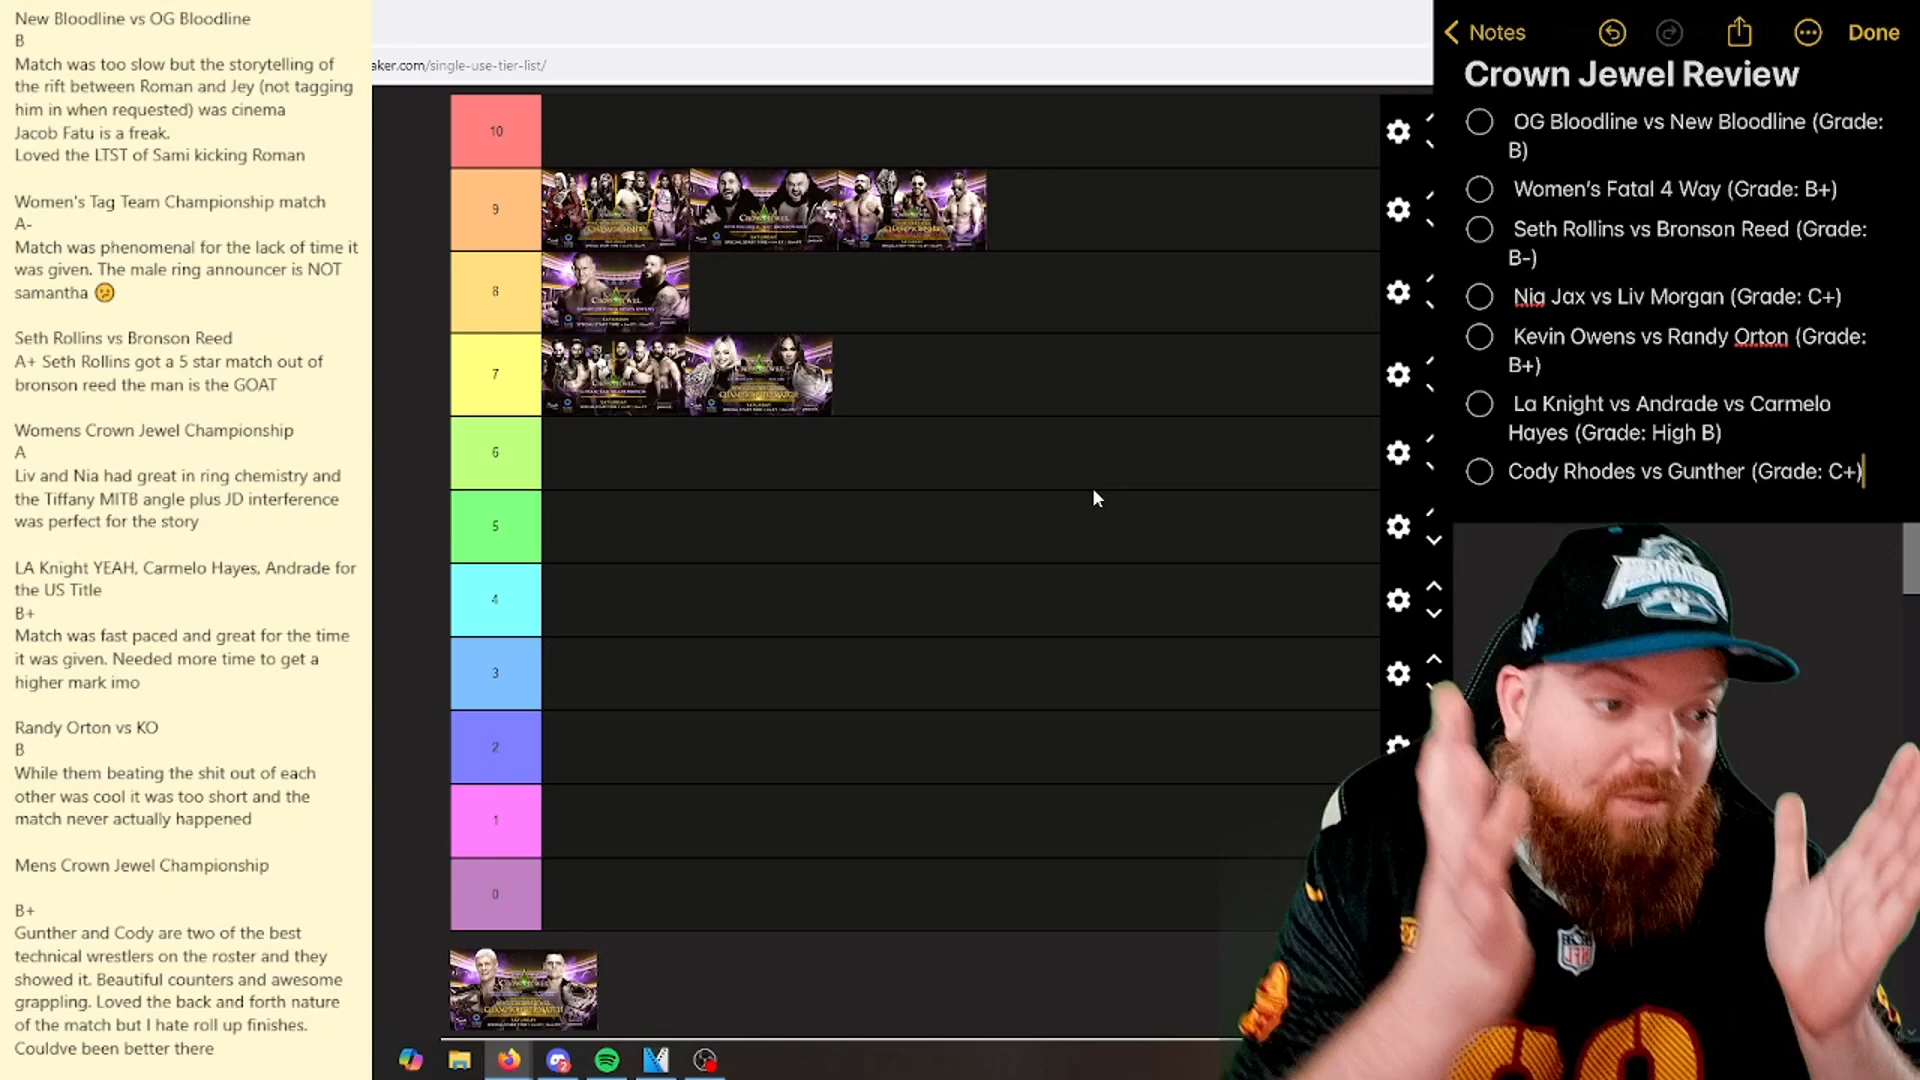 New Bloodline vs OG Bloodline
B
Match was too slow but the storytelling of
the rift between Roman and Jey (not tagging
him in when requested) was cinema
Jacob Fatu is a freak.
Loved the LTST of Sami kicking Roman
Women's Tag Team Championship match
A-
Match was phenomenal for the lack of time it
was given. The male ring announcer is NOT
samantha 😕
Seth Rollins vs Bronson Reed
A+ Seth Rollins got a 5 star match out of
bronson reed the man is the GOAT
Womens Crown Jewel Championship
A
Liv and Nia had great in ring chemistry and
the Tiffany MITB angle plus JD interference
was perfect for the story
LA Knight YEAH, Carmelo Hayes, Andrade for
the US Title
B+
Match was fast paced and great for the time
it was given. Needed more time to get a
higher mark imo
Randy Orton vs KO
B
While them beating the shit out of each
other was cool it was too short and the
match never actually happened
Mens Crown Jewel Championship
B+
Gunther and Cody are two of the best
technical wrestlers on the roster and they
showed it. Beautiful counters and awesome
grappling. Loved the back and forth nature
of the match but I hate roll up finishes.
Couldve been better there
aker.com/single-use-tier-list/
10
9
8
7
6
5
4
3
2
1
0
Notes
Done
Crown Jewel Review
OG Bloodline vs New Bloodline (Grade:
B)
Women's Fatal 4 Way (Grade: B+)
Seth Rollins vs Bronson Reed (Grade:
B-)
Nig Jax vs Liv Morgan (Grade: C+)
Kevin Owens vs Randy Orton (Grade:
B+)
La Knight vs Andrade vs Carmelo
Hayes (Grade: High B)
Cody Rhodes vs Gunther (Grade: C+)
NFL